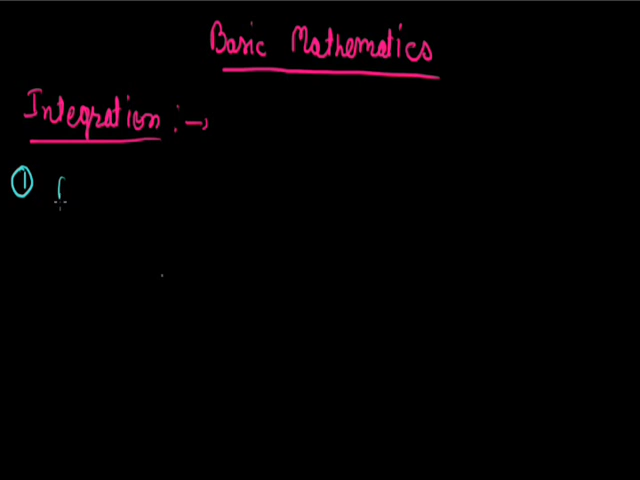 Basic Mathematics
Integration :→
①